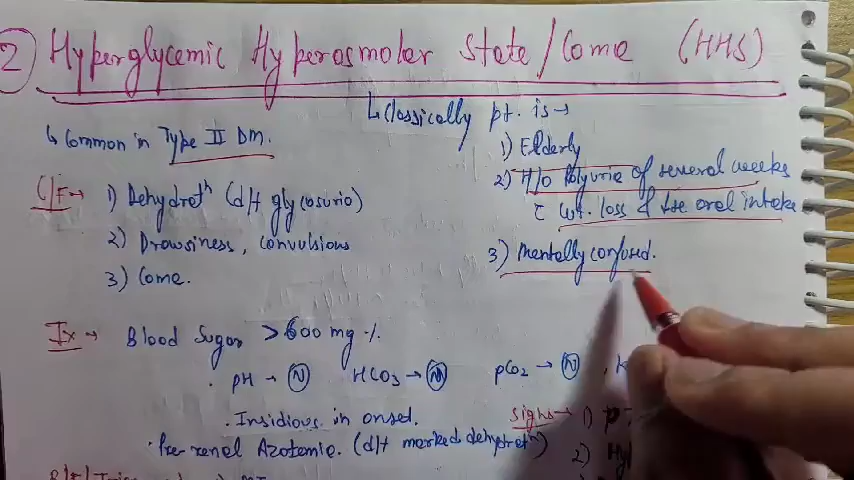 2 Hyperglycemic Hyperosmolar State/Coma (HHS)
↳ Common in Type II DM.
↳ Classically pt. is →
1) Elderly
2) H/o Polyuria of several weeks
c̄ wt. loss & ↓se oral intake
3) Mentally confused.
C/F → 1) Dehydratn (d/t glycosuria)
2) Drowsiness, convulsions
3) Coma.
Ix → Blood Sugar > 600 mg %
· pH → N HCO3 → N pCO2 → N ,
· Insidious in onset.
· Pre-renal Azotemia. (d/t marked dehydratn)
Signs → 1)
2)